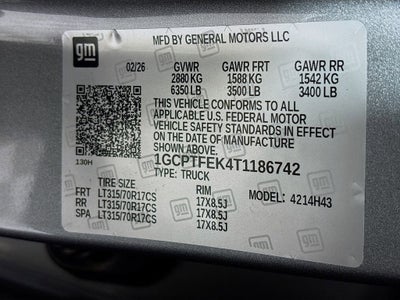 gm
MFD BY GENERAL MOTORS LLC
02/26 GVWR GAWR FRT GAWR RR
2880 KG 1588 KG 1542 KG
6350 LB 3500 LB 3400 LB
THIS VEHICLE CONFORMS TO ALL
APPLICABLE U.S. FEDERAL MOTOR
VEHICLE SAFETY STANDARDS IN EFFECT
ON THE DATE OF MANUFACTURE
SHOWN ABOVE.
130H
1GCPTFEK4T1186742
TYPE: TRUCK
TIRE SIZE RIM MODEL: 4214H43
FRT LT315/70R17CS 17X8.5J
RR LT315/70R17CS 17X8.5J
SPA LT315/70R17CS 17X8.5J